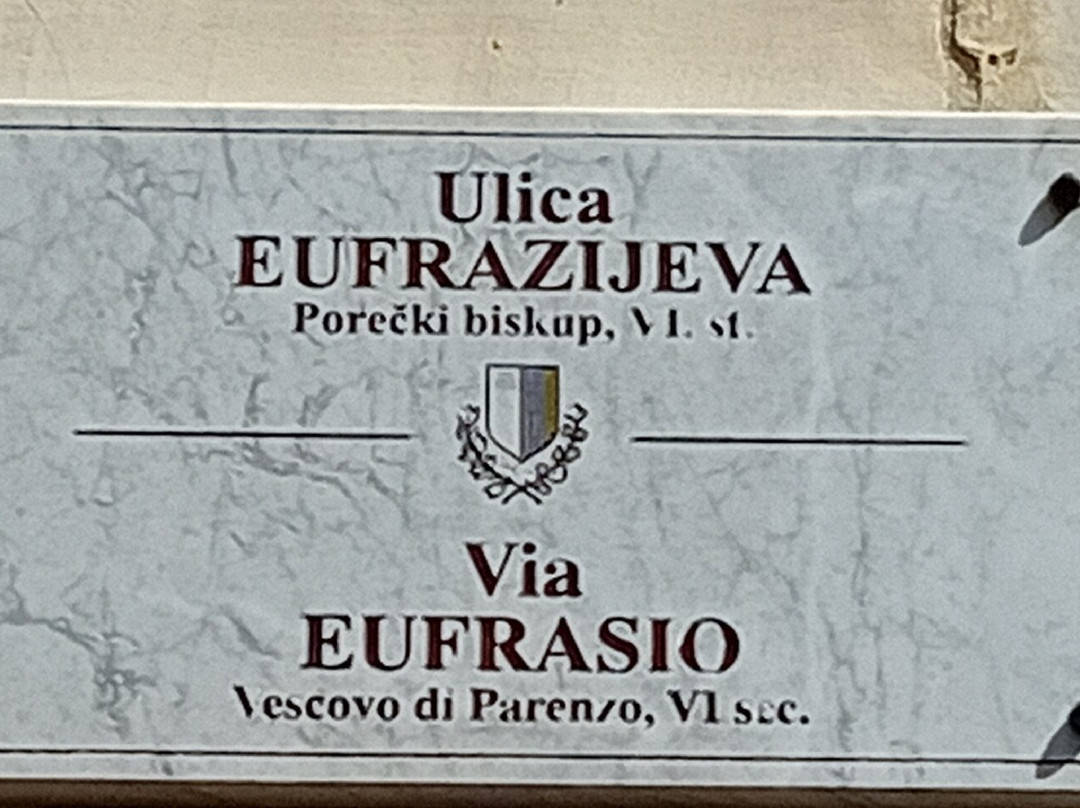 Ulica
EUFRAZIJEVA
Porečki biskup, VI. st.
Via
EUFRASIO
Vescovo di Parenzo, VI sec.